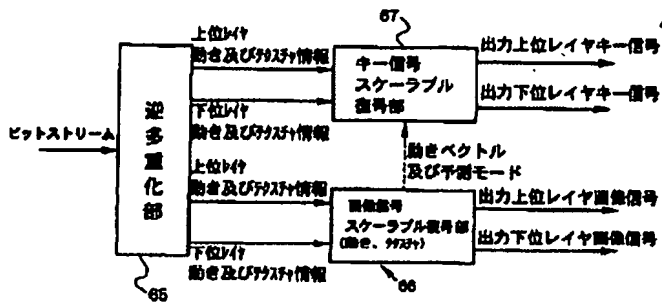 67
上位レイヤ
動き及びテクスチャ情報
キー信号
スケーラブル
復号部
出力上位レイヤキー信号
出力下位レイヤキー信号
下位レイヤ
動き及びテクスチャ情報
ビットストリーム
逆多重化部
動きベクトル
及び予測モード
上位レイヤ
動き及びテクスチャ情報
画像信号
スケーラブル復号部
(動き、テクスチャ)
出力上位レイヤ画像信号
出力下位レイヤ画像信号
下位レイヤ
動き及びテクスチャ情報
65
66